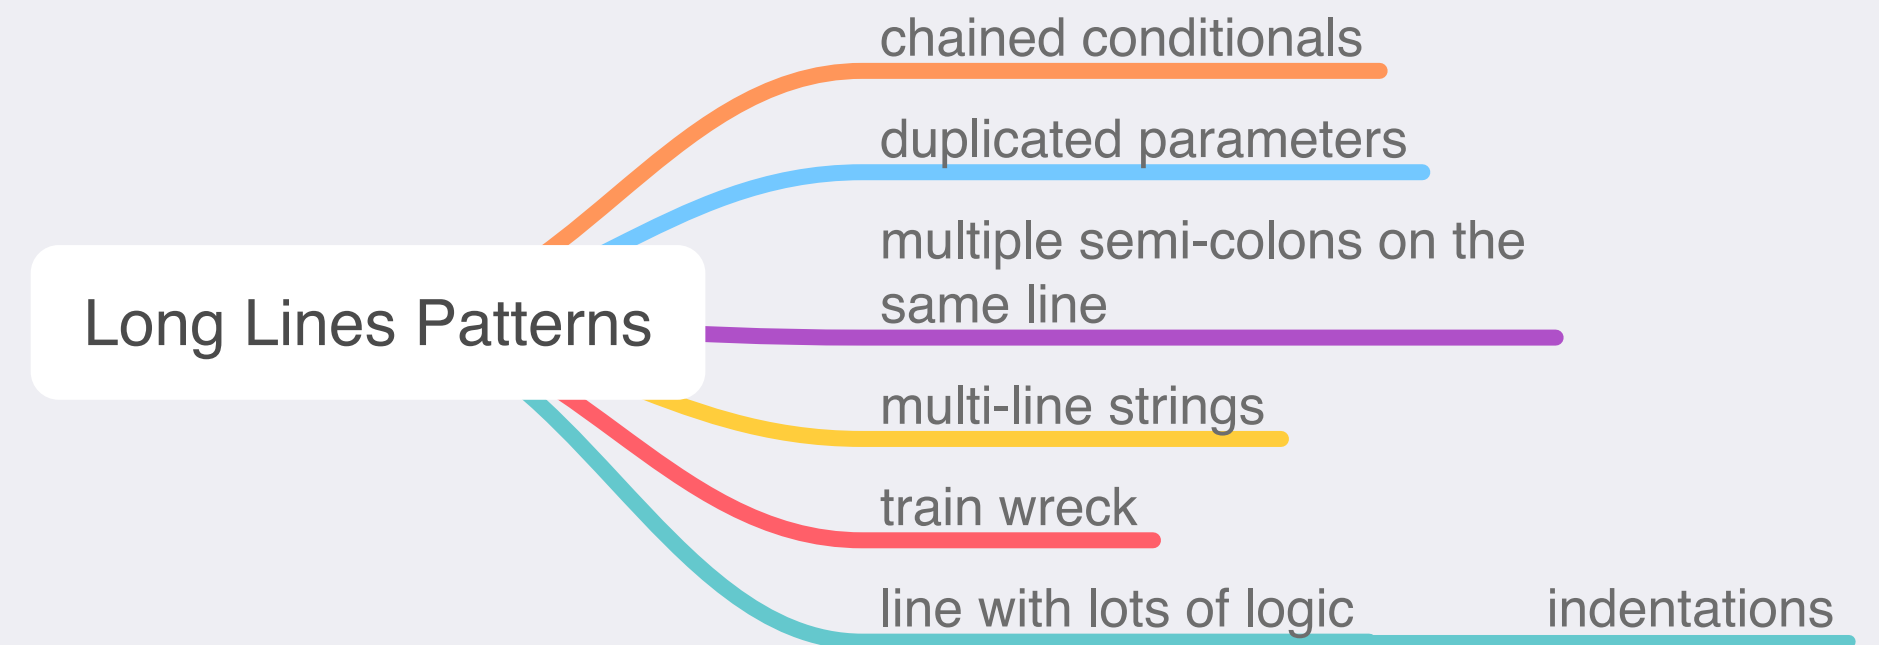 Long Lines Patterns
chained conditionals
duplicated parameters
multiple semi-colons on the
same line
multi-line strings
train wreck
line with lots of logic
indentations